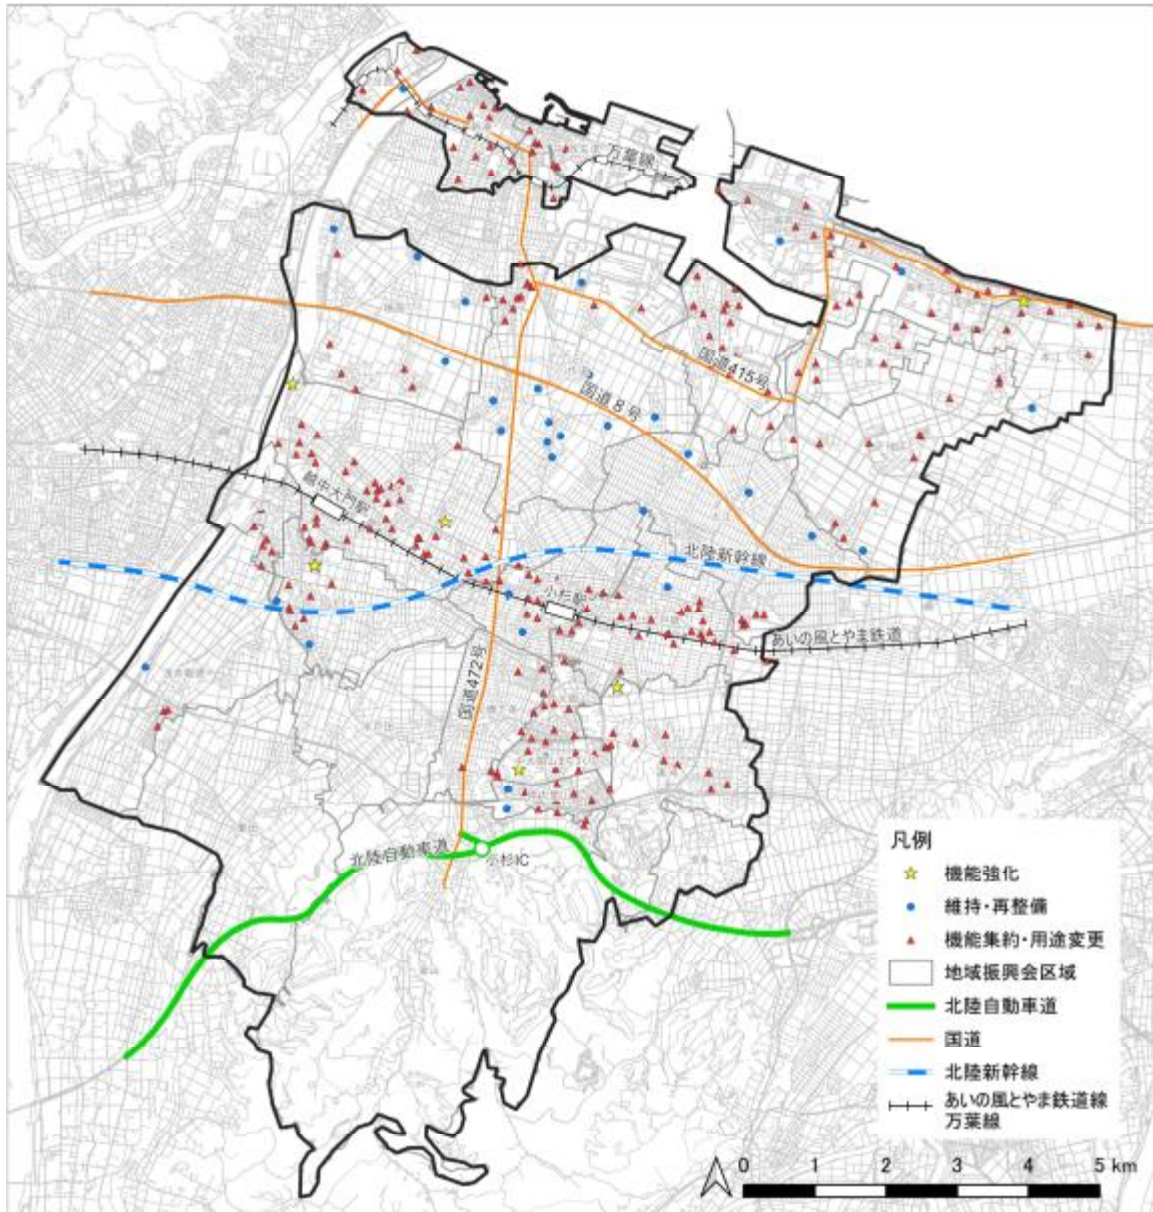 万葉線
国道415号
国道8号
越中大門駅
北陸新幹線
小杉駅
あいの風とやま鉄道
国道472号
北陸自動車道
小杉IC
凡例
機能強化
維持・再整備
機能集約・用途変更
地域振興会区域
北陸自動車道
国道
北陸新幹線
あいの風とやま鉄道線
万葉線
0 1 2 3 4 5 km